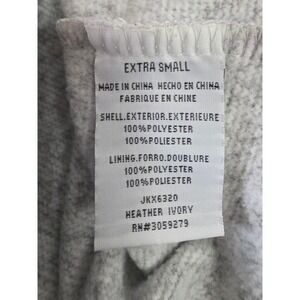 EXTRA SMALL
MADE IN CHINA HECHO EN CHINA
FABRIQUE EN CHINE
SHELL.EXTERIOR.EXTERIEURE
100%POLYESTER
100%POLIESTER
LINING.FORRO.DOUBLURE
100%POLYESTER
100%POLIESTER
JKX6320
HEATHER IVORY
RN#3059279